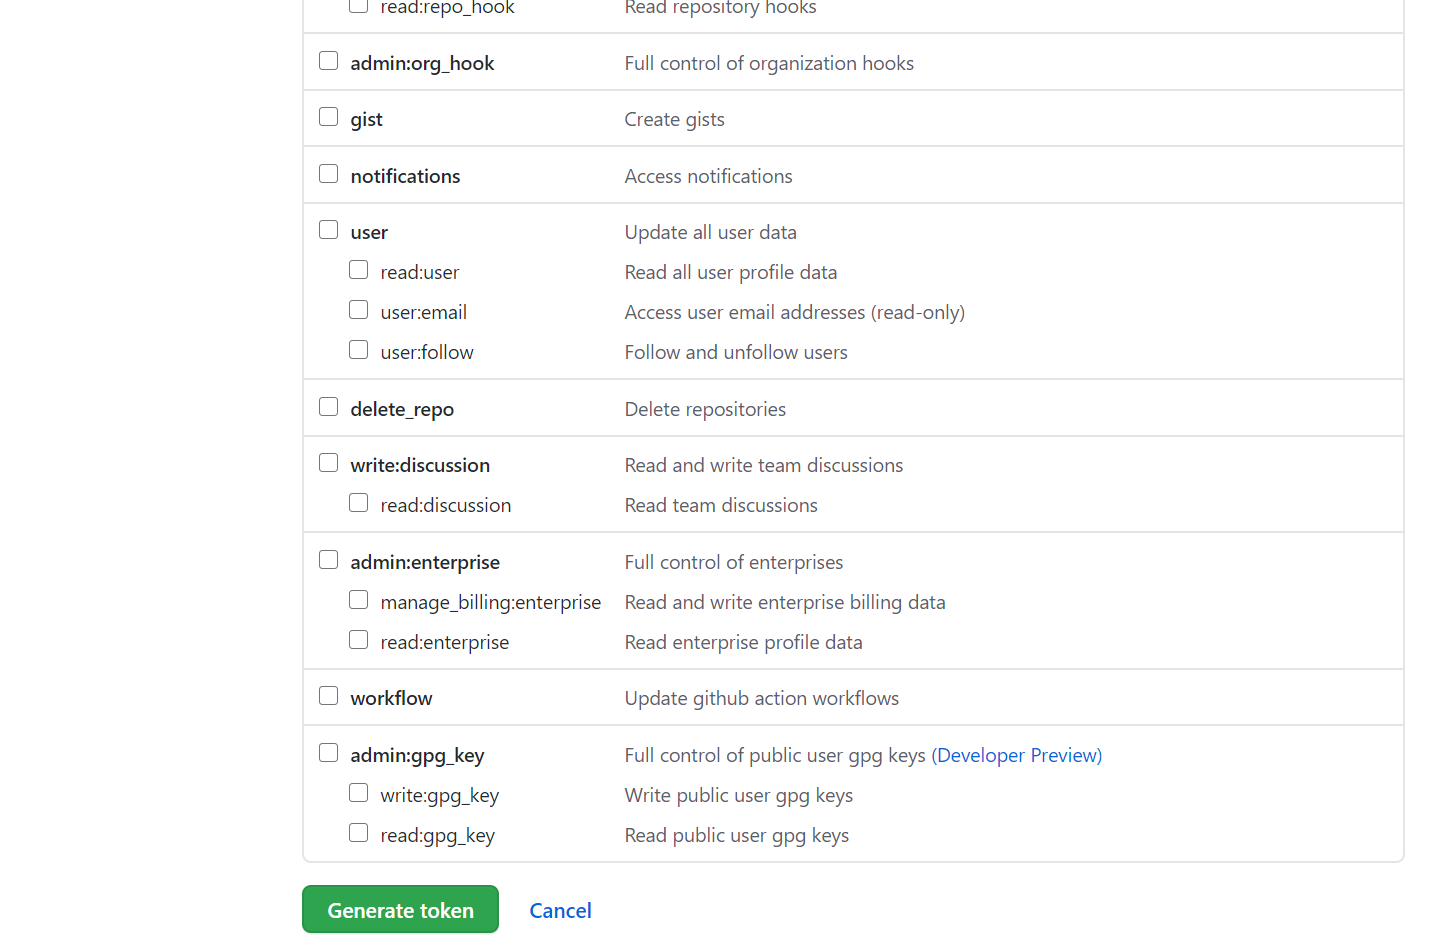 read:repo_hook Read repository hooks
admin:org_hook Full control of organization hooks
gist Create gists
notifications Access notifications
user Update all user data
read:user Read all user profile data
user:email Access user email addresses (read-only)
user:follow Follow and unfollow users
delete_repo Delete repositories
write:discussion Read and write team discussions
read:discussion Read team discussions
admin:enterprise Full control of enterprises
manage_billing:enterprise Read and write enterprise billing data
read:enterprise Read enterprise profile data
workflow Update github action workflows
admin:gpg_key Full control of public user gpg keys (Developer Preview)
write:gpg_key Write public user gpg keys
read:gpg_key Read public user gpg keys
Generate token Cancel